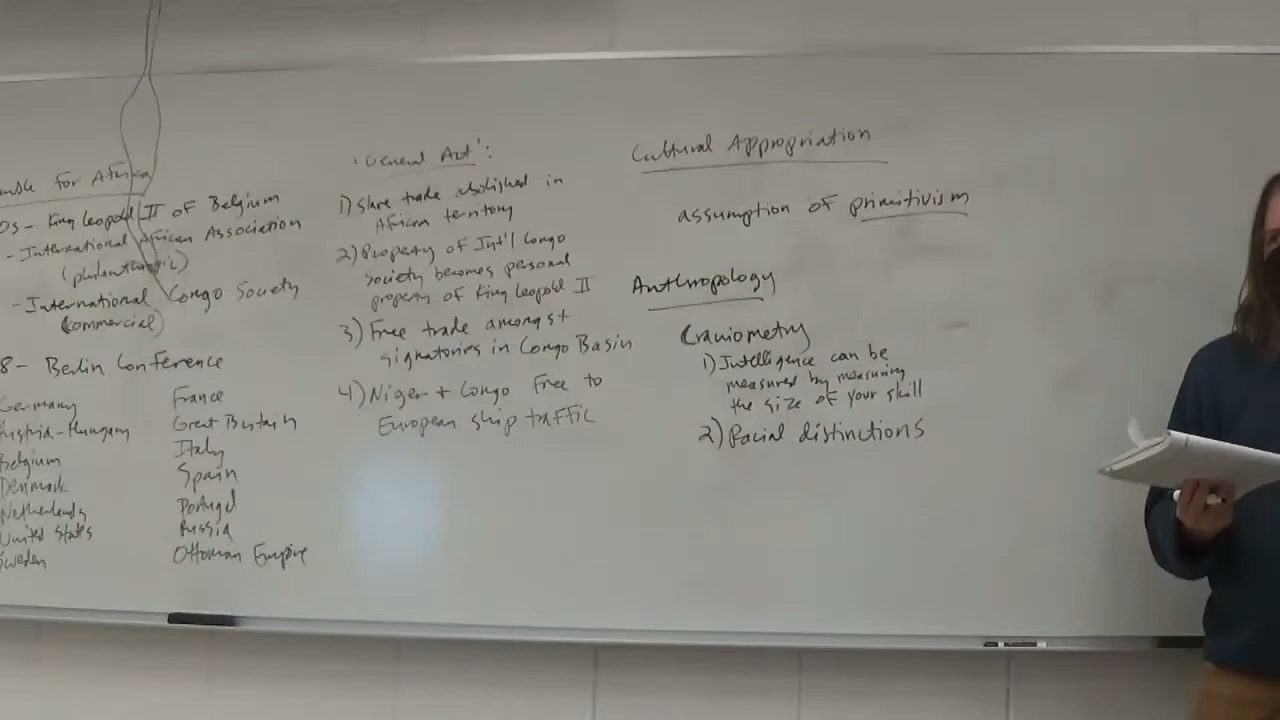 Scramble for Africa
- King Leopold II of Belgium
- International African Association
(philanthropic)
- International Congo Society
(commercial)
8 - Berlin Conference
Germany
Austria-Hungary
Belgium
Denmark
Netherlands
United States
Sweden
France
Great Britain
Italy
Spain
Portugal
Russia
Ottoman Empire
'General Act':
1) Slave trade abolished in
African territory
2) Property of Int'l Congo
Society becomes personal
property of King Leopold II
3) Free trade amongst
signatories in Congo Basin
4) Niger + Congo free to
European ship traffic
Cultural Appropriation
assumption of primitivism
Anthropology
Craniometry
1) Intelligence can be
measured by measuring
the size of your skull
2) Racial distinctions